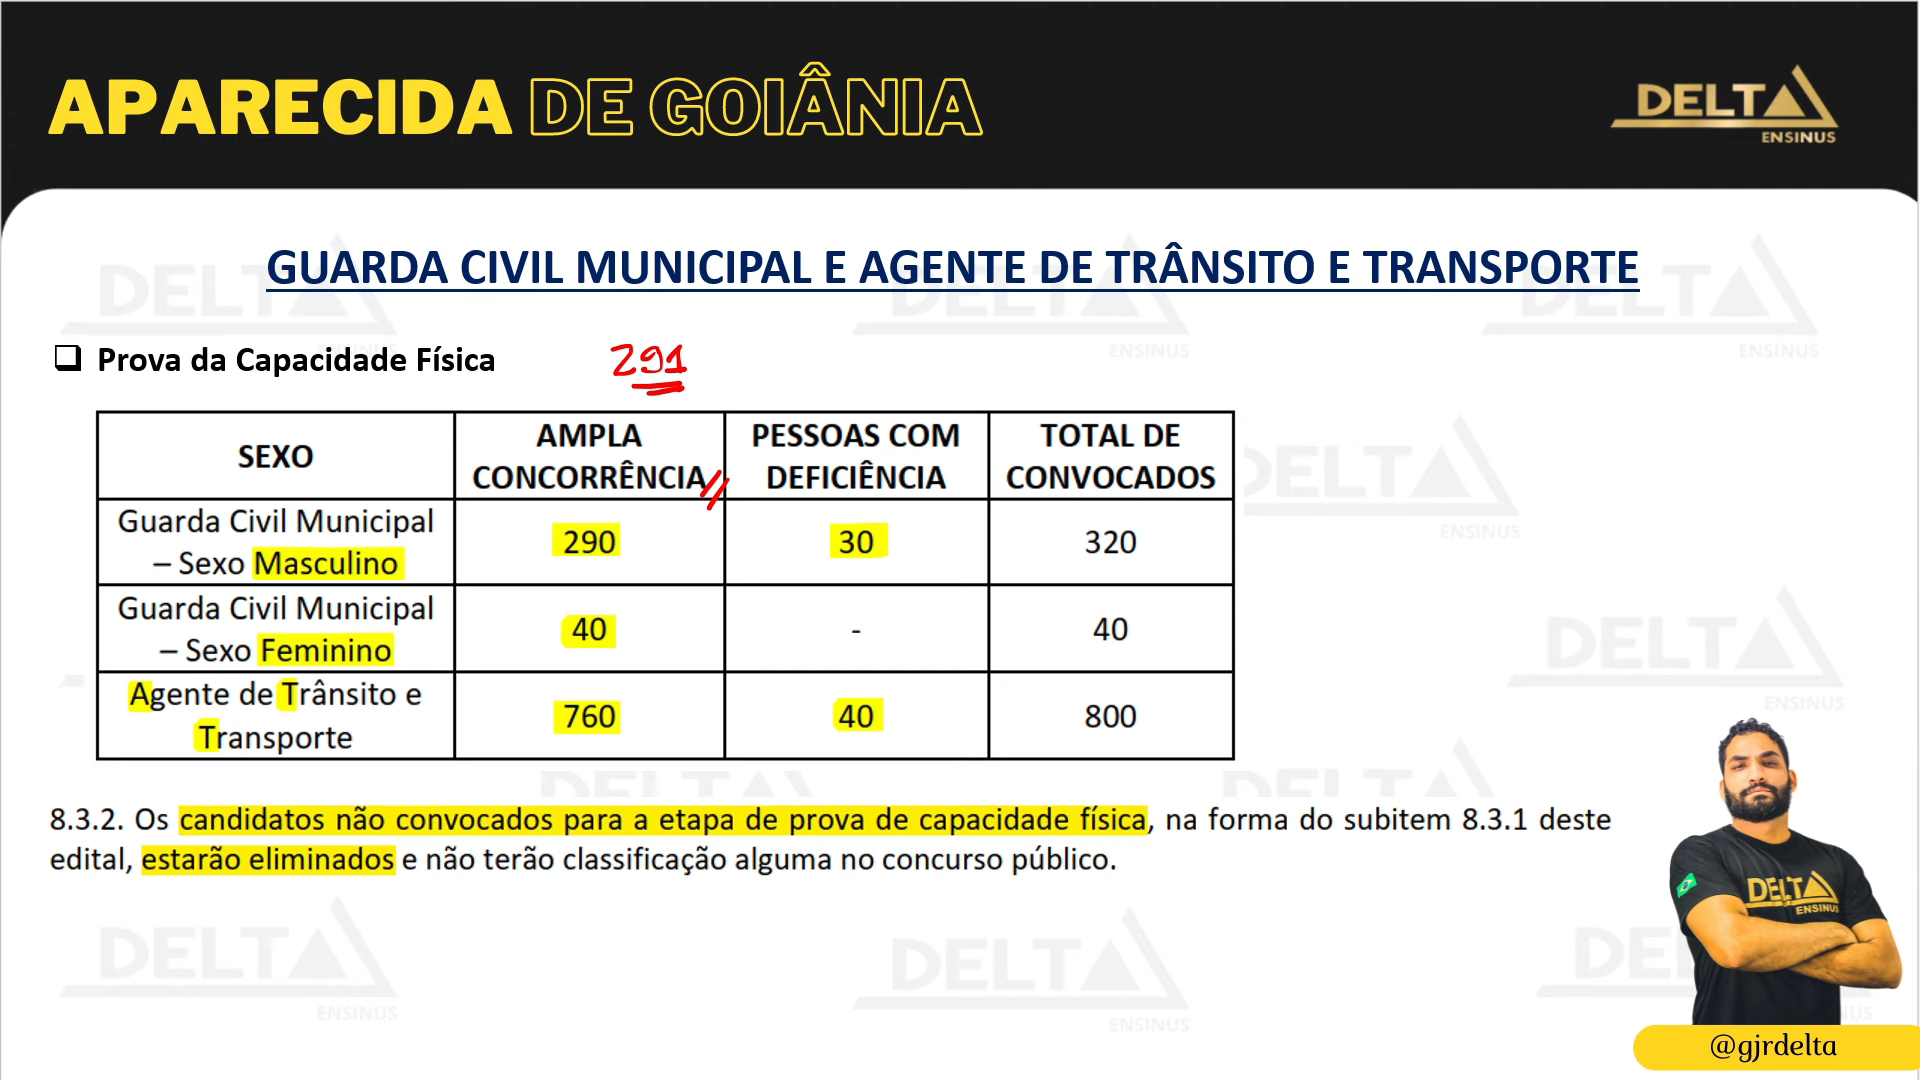 APARECIDA DE GOIÂNIA
DELTA
ENSINUS
GUARDA CIVIL MUNICIPAL E AGENTE DE TRÂNSITO E TRANSPORTE
❑ Prova da Capacidade Física
291
SEXO
AMPLA
CONCORRÊNCIA
PESSOAS COM
DEFICIÊNCIA
TOTAL DE
CONVOCADOS
Guarda Civil Municipal
– Sexo Masculino
290
30
320
Guarda Civil Municipal
– Sexo Feminino
40
-
40
Agente de Trânsito e
Transporte
760
40
800
8.3.2. Os candidatos não convocados para a etapa de prova de capacidade física, na forma do subitem 8.3.1 deste
edital, estarão eliminados e não terão classificação alguma no concurso público.
DELTA
ENSINUS
@gjrdelta